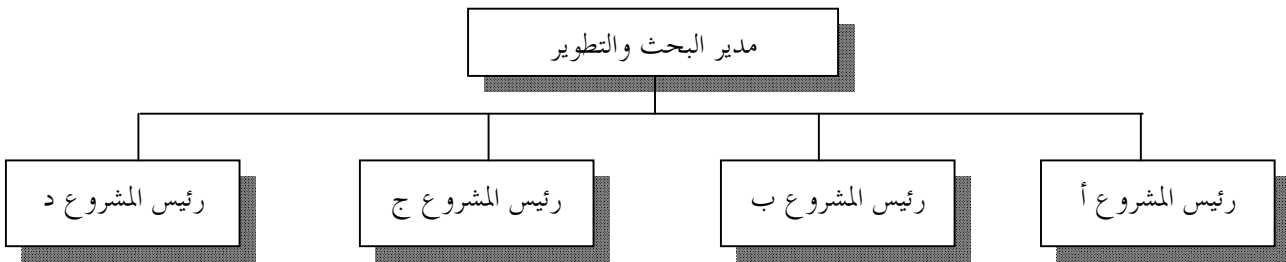 مدير البحث والتطوير
رئيس المشروع أ
رئيس المشروع ب
رئيس المشروع ج
رئيس المشروع د